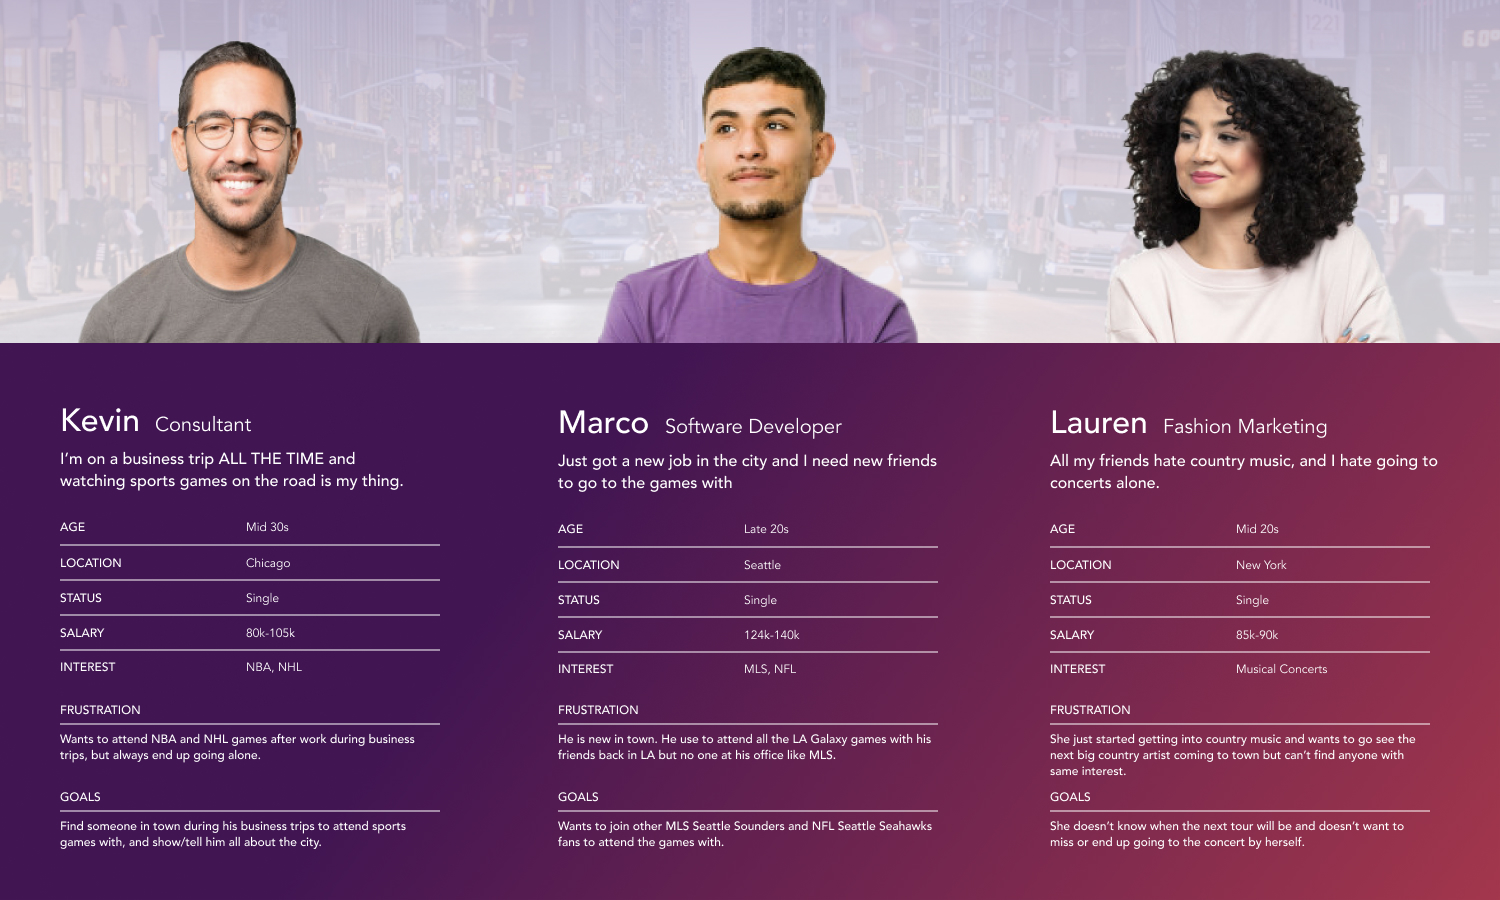 Kevin Consultant
I’m on a business trip ALL THE TIME and
watching sports games on the road is my thing.
AGE Mid 30s
LOCATION Chicago
STATUS Single
SALARY 80k-105k
INTEREST NBA, NHL
FRUSTRATION
Wants to attend NBA and NHL games after work during business
trips, but always end up going alone.
GOALS
Find someone in town during his business trips to attend sports
games with, and show/tell him all about the city.
Marco Software Developer
Just got a new job in the city and I need new friends
to go to the games with
AGE Late 20s
LOCATION Seattle
STATUS Single
SALARY 124k-140k
INTEREST MLS, NFL
FRUSTRATION
He is new in town. He use to attend all the LA Galaxy games with his
friends back in LA but no one at his office like MLS.
GOALS
Wants to join other MLS Seattle Sounders and NFL Seattle Seahawks
fans to attend the games with.
Lauren Fashion Marketing
All my friends hate country music, and I hate going to
concerts alone.
AGE Mid 20s
LOCATION New York
STATUS Single
SALARY 85k-90k
INTEREST Musical Concerts
FRUSTRATION
She just started getting into country music and wants to go see the
next big country artist coming to town but can’t find anyone with
same interest.
GOALS
She doesn’t know when the next tour will be and doesn’t want to
miss or end up going to the concert by herself.